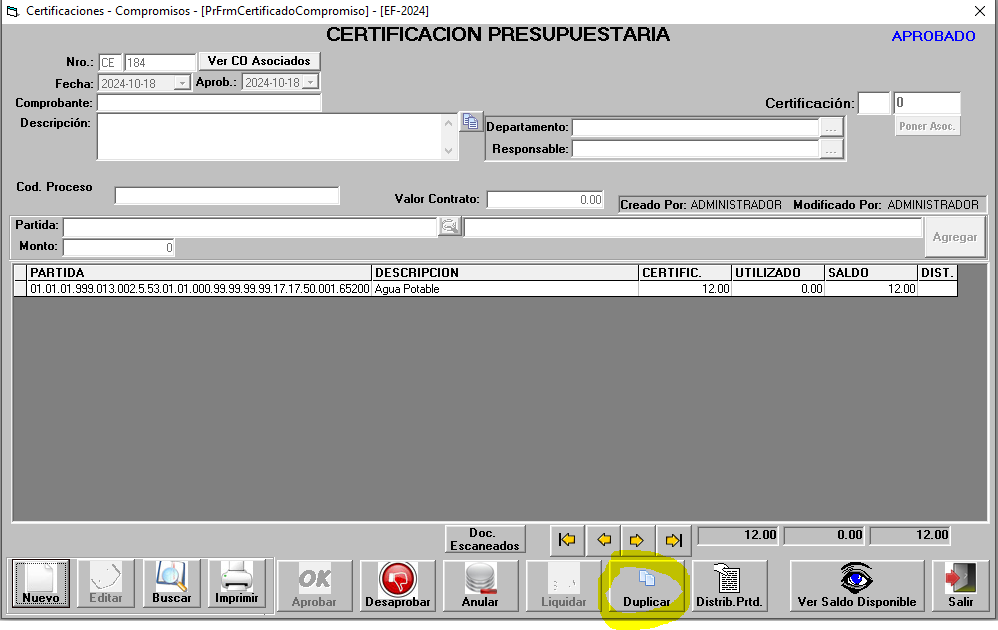 Certificaciones - Compromisos - [PrFrmCertificadoCompromiso] - [EF-2024]
CERTIFICACION PRESUPUESTARIA
APROBADO
Nro.: CE 184 Ver CO Asociados
Fecha: 2024-10-18 Aprob.: 2024-10-18
Comprobante:
Certificación: 0
Descripción:
Poner Asoc.
Departamento: ...
Responsable: ...
Cod. Proceso
Valor Contrato: 0.00
Creado Por: ADMINISTRADOR Modificado Por: ADMINISTRADOR
Partida:
Monto: 0
Agregar
PARTIDA DESCRIPCION CERTIFIC. UTILIZADO SALDO DIST.
01.01.01.999.013.002.5.53.01.01.000.99.99.99.99.17.17.50.001.65200 Agua Potable 12.00 0.00 12.00
Doc. Escaneados
12.00 0.00 12.00
Nuevo Editar Buscar Imprimir OK Aprobar Desaprobar Anular Liquidar Duplicar Distrib.Prtd. Ver Saldo Disponible Salir